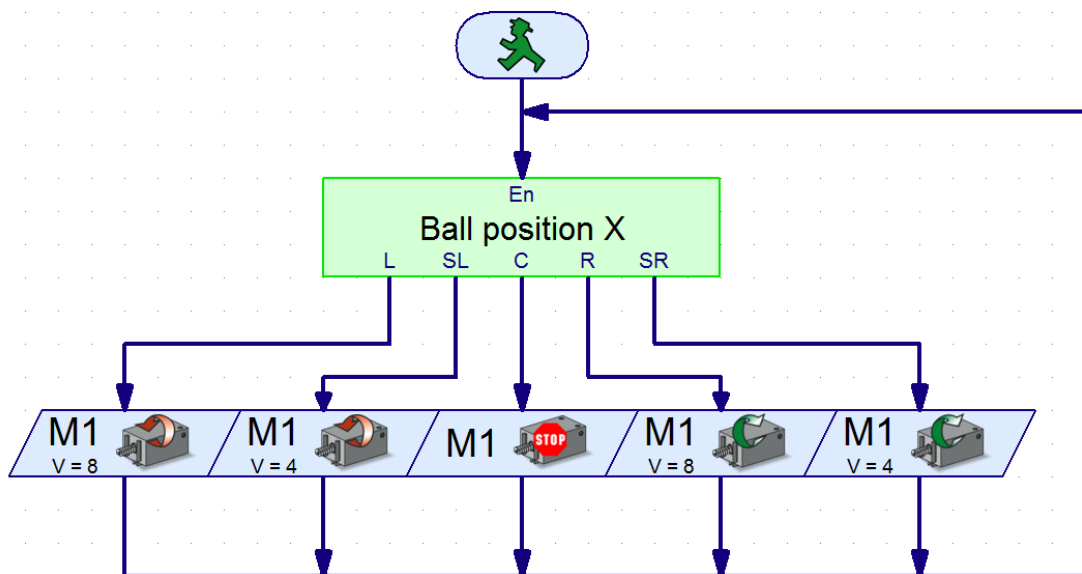 En
Ball position X
L SL C R SR
M1 M1 M1 STOP M1 M1
V = 8 V = 4 V = 8 V = 4